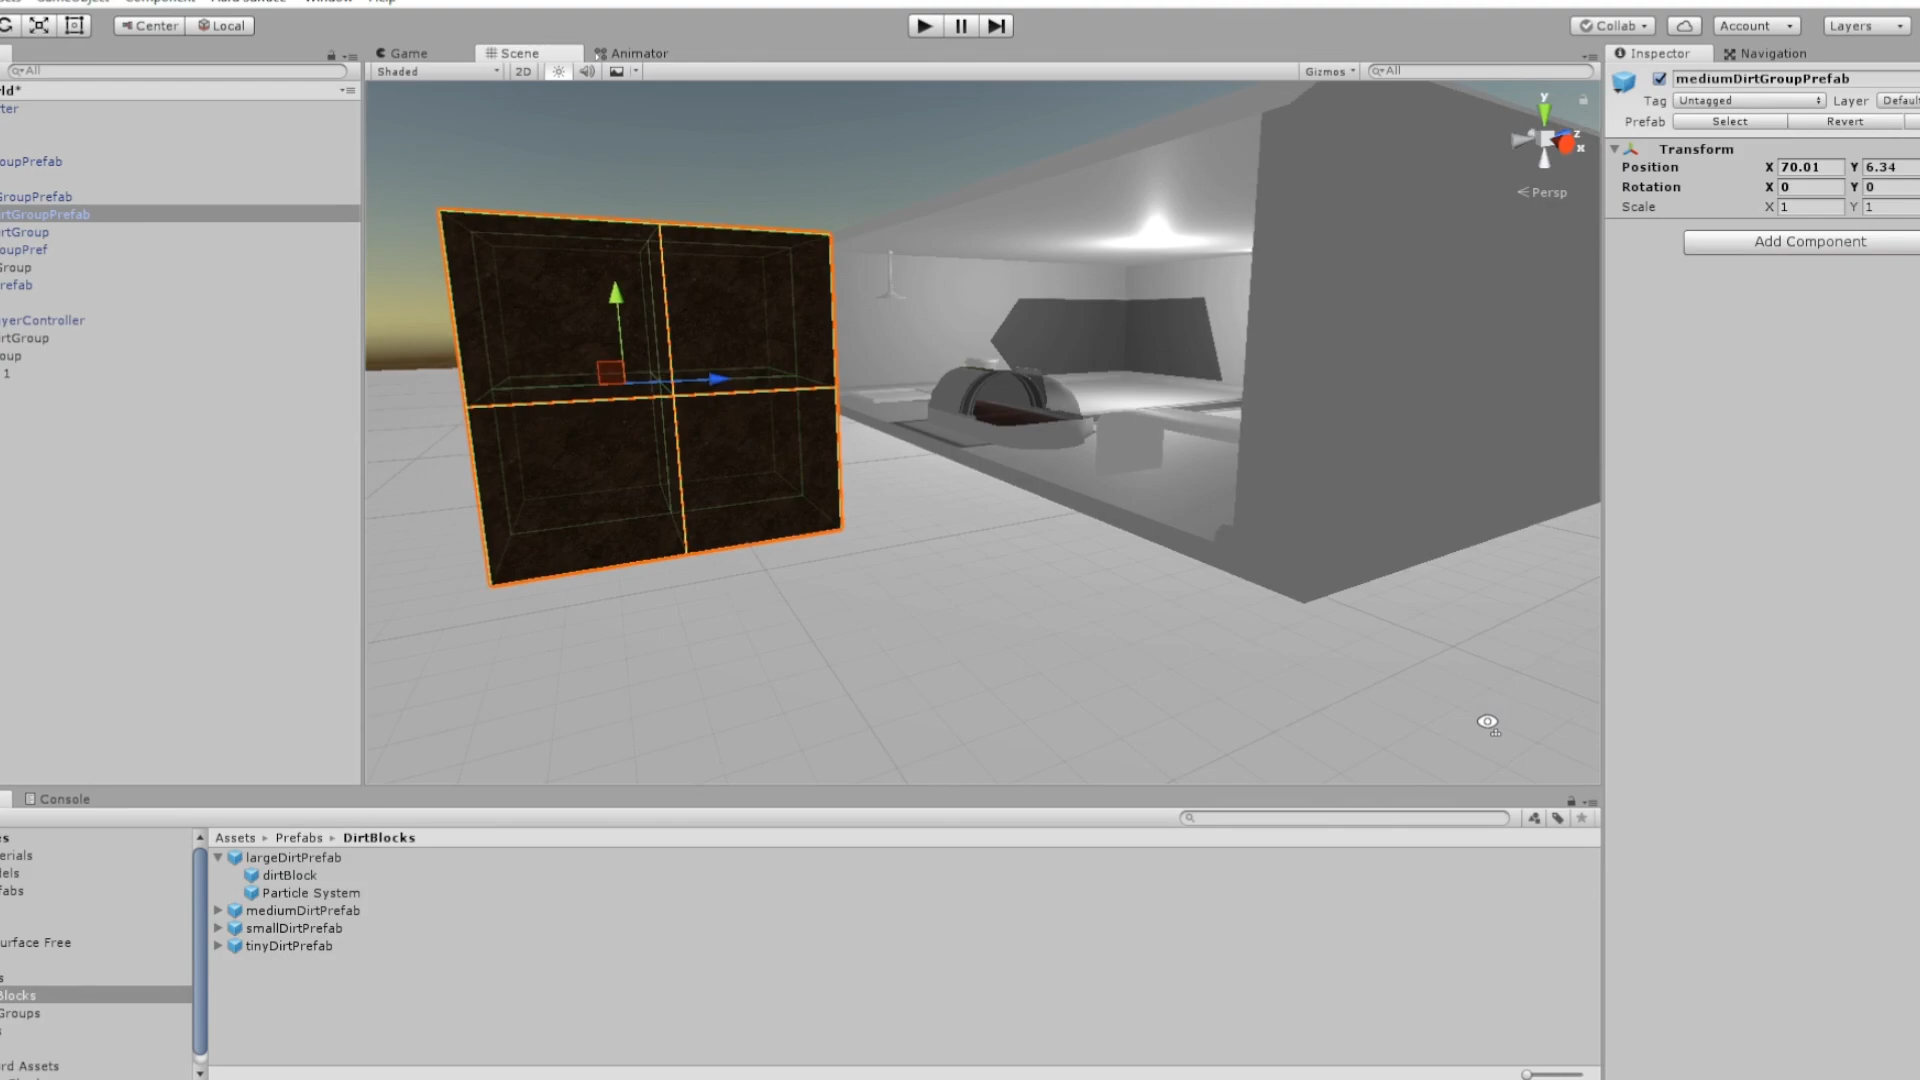 Center Local
Collab Account Layers
Game Scene Animator
Inspector Navigation
All
Shaded 2D Gizmos All
mediumDirtGroupPrefab
Tag Untagged Layer Default
Prefab Select Revert
Transform
Position X 70.01 Y 6.34
Rotation X 0 Y 0
Scale X 1 Y 1
Add Component
y
z
x
Persp
ld*
ter
oupPrefab
GroupPrefab
rtGroupPrefab
rtGroup
oupPref
Group
refab
yerController
rtGroup
oup
1
Console
Assets Prefabs DirtBlocks
largeDirtPrefab
dirtBlock
Particle System
mediumDirtPrefab
smallDirtPrefab
tinyDirtPrefab
es
erials
dels
fabs
urface Free
s
Blocks
Groups
rd Assets